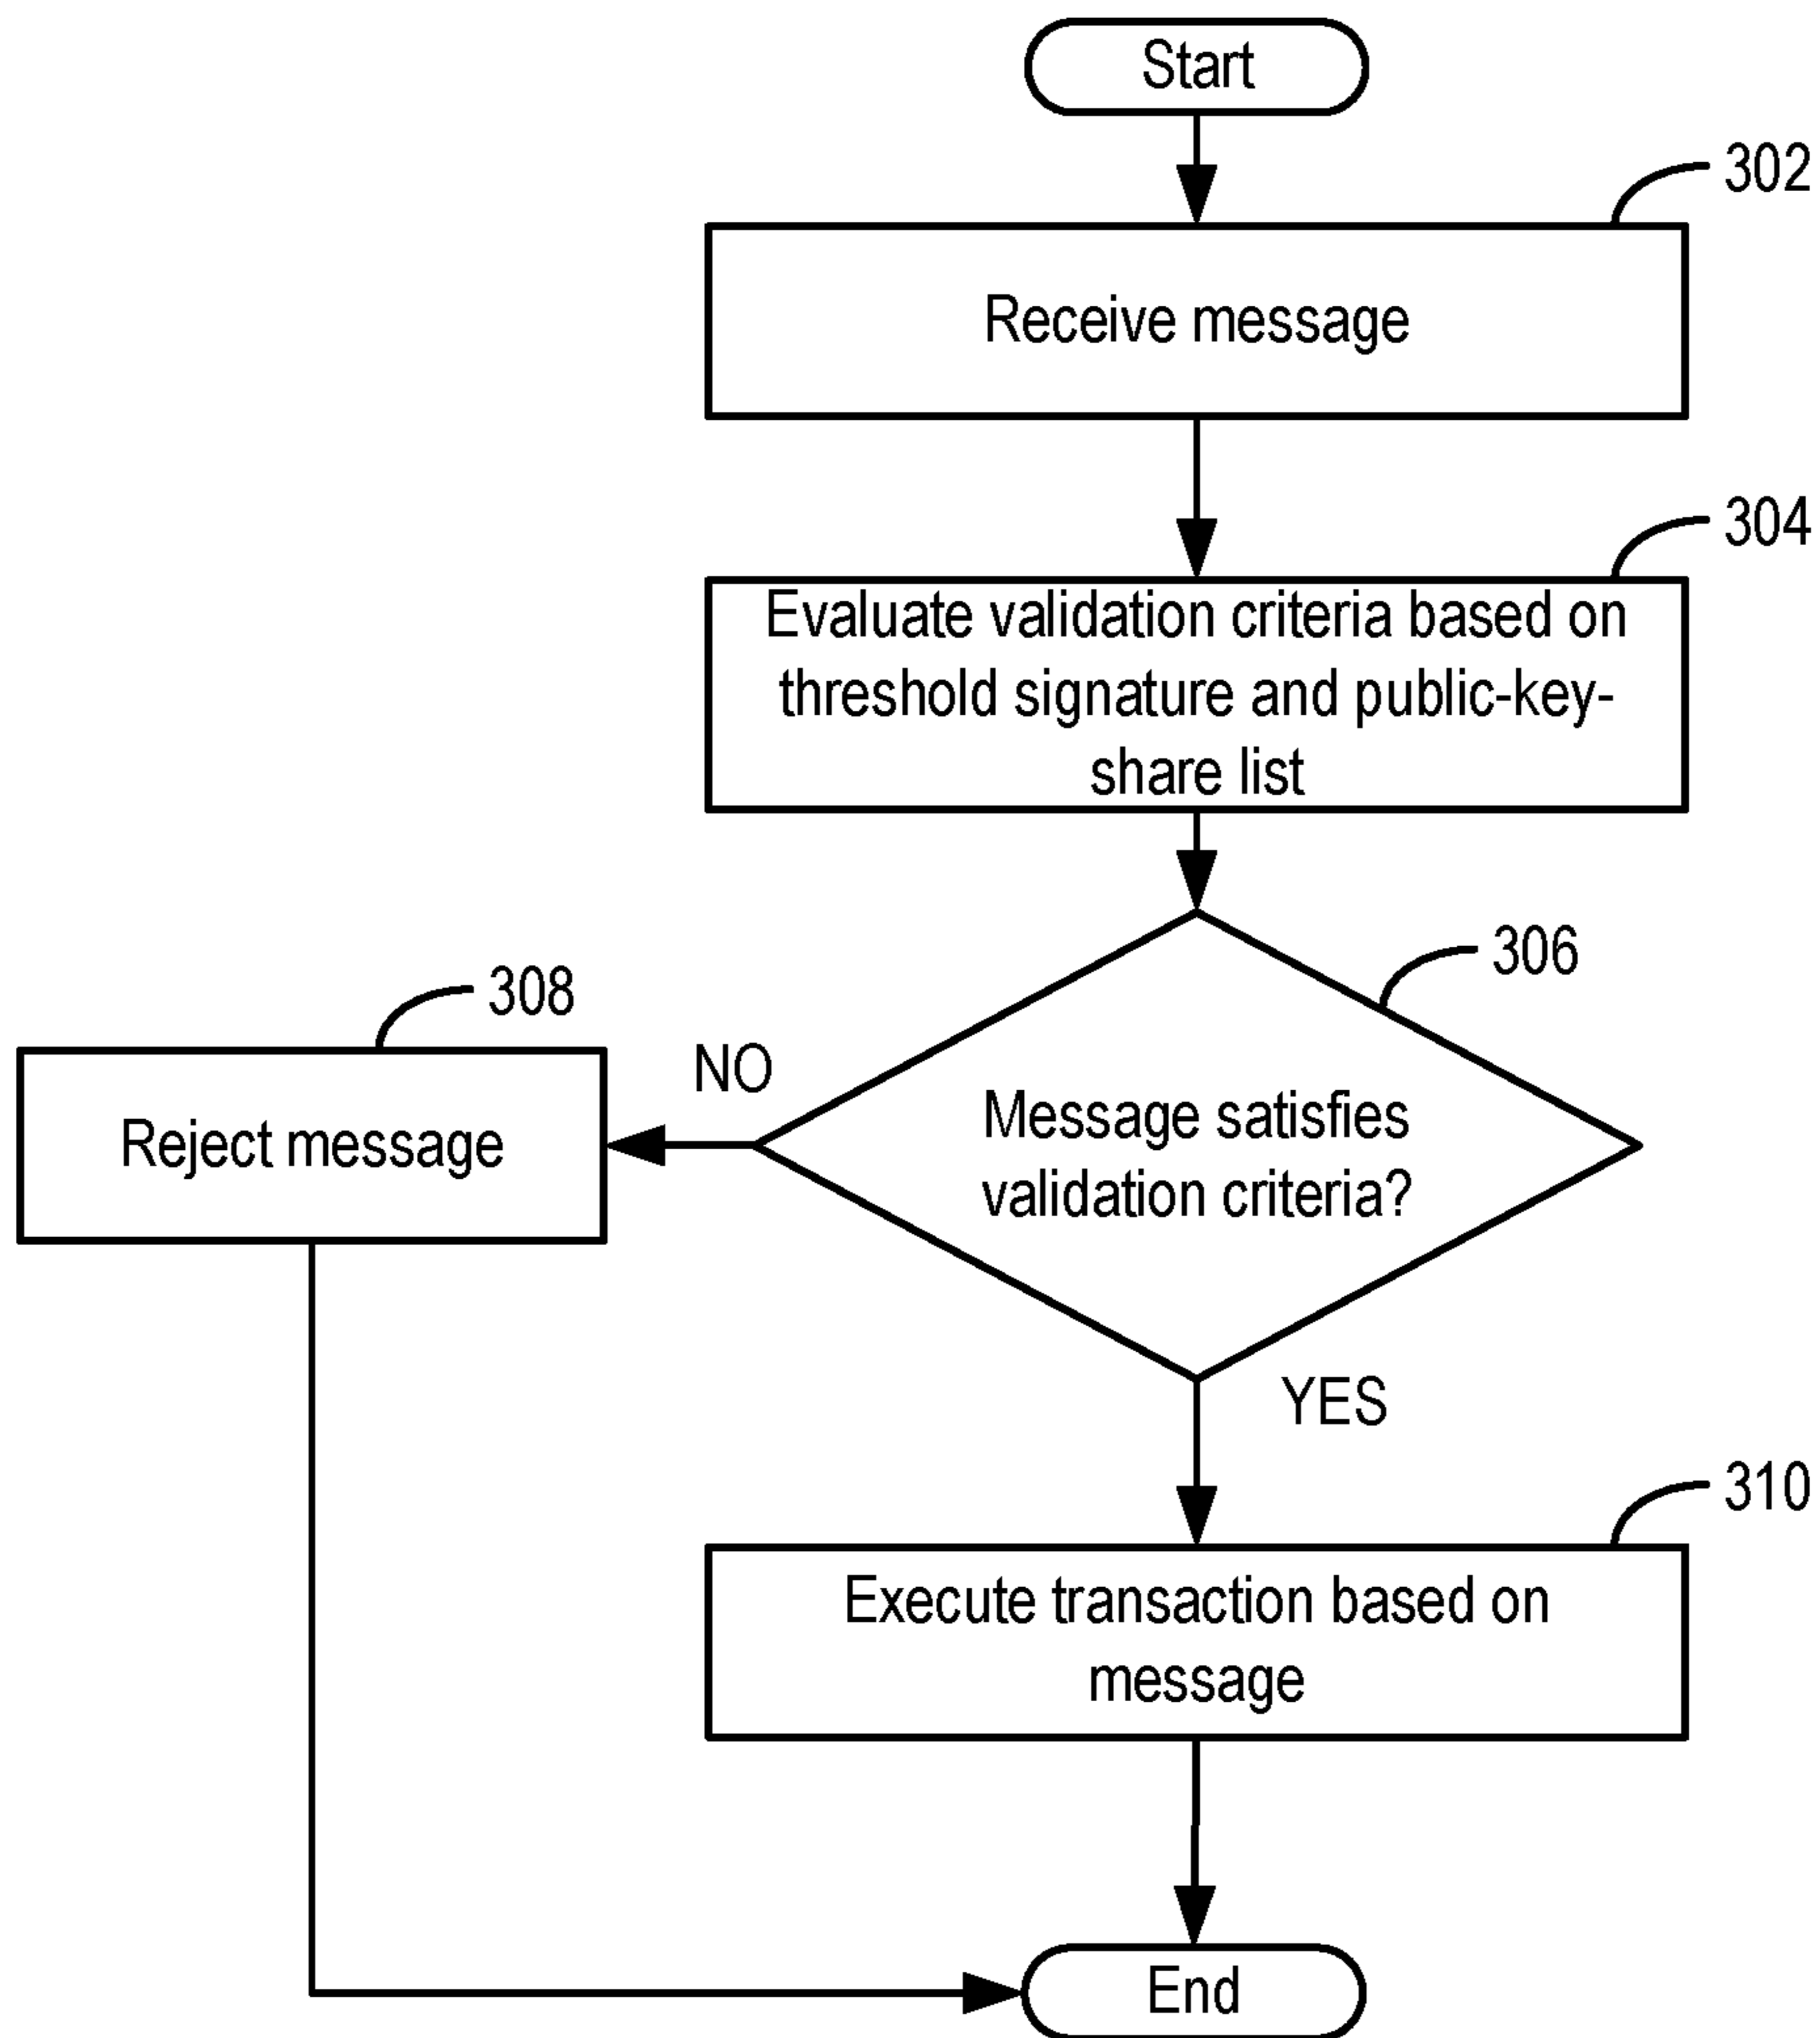 Start
302
Receive message
304
Evaluate validation criteria based on
threshold signature and public-key-
share list
306
308
NO
Message satisfies
validation criteria?
Reject message
YES
310
Execute transaction based on
message
End